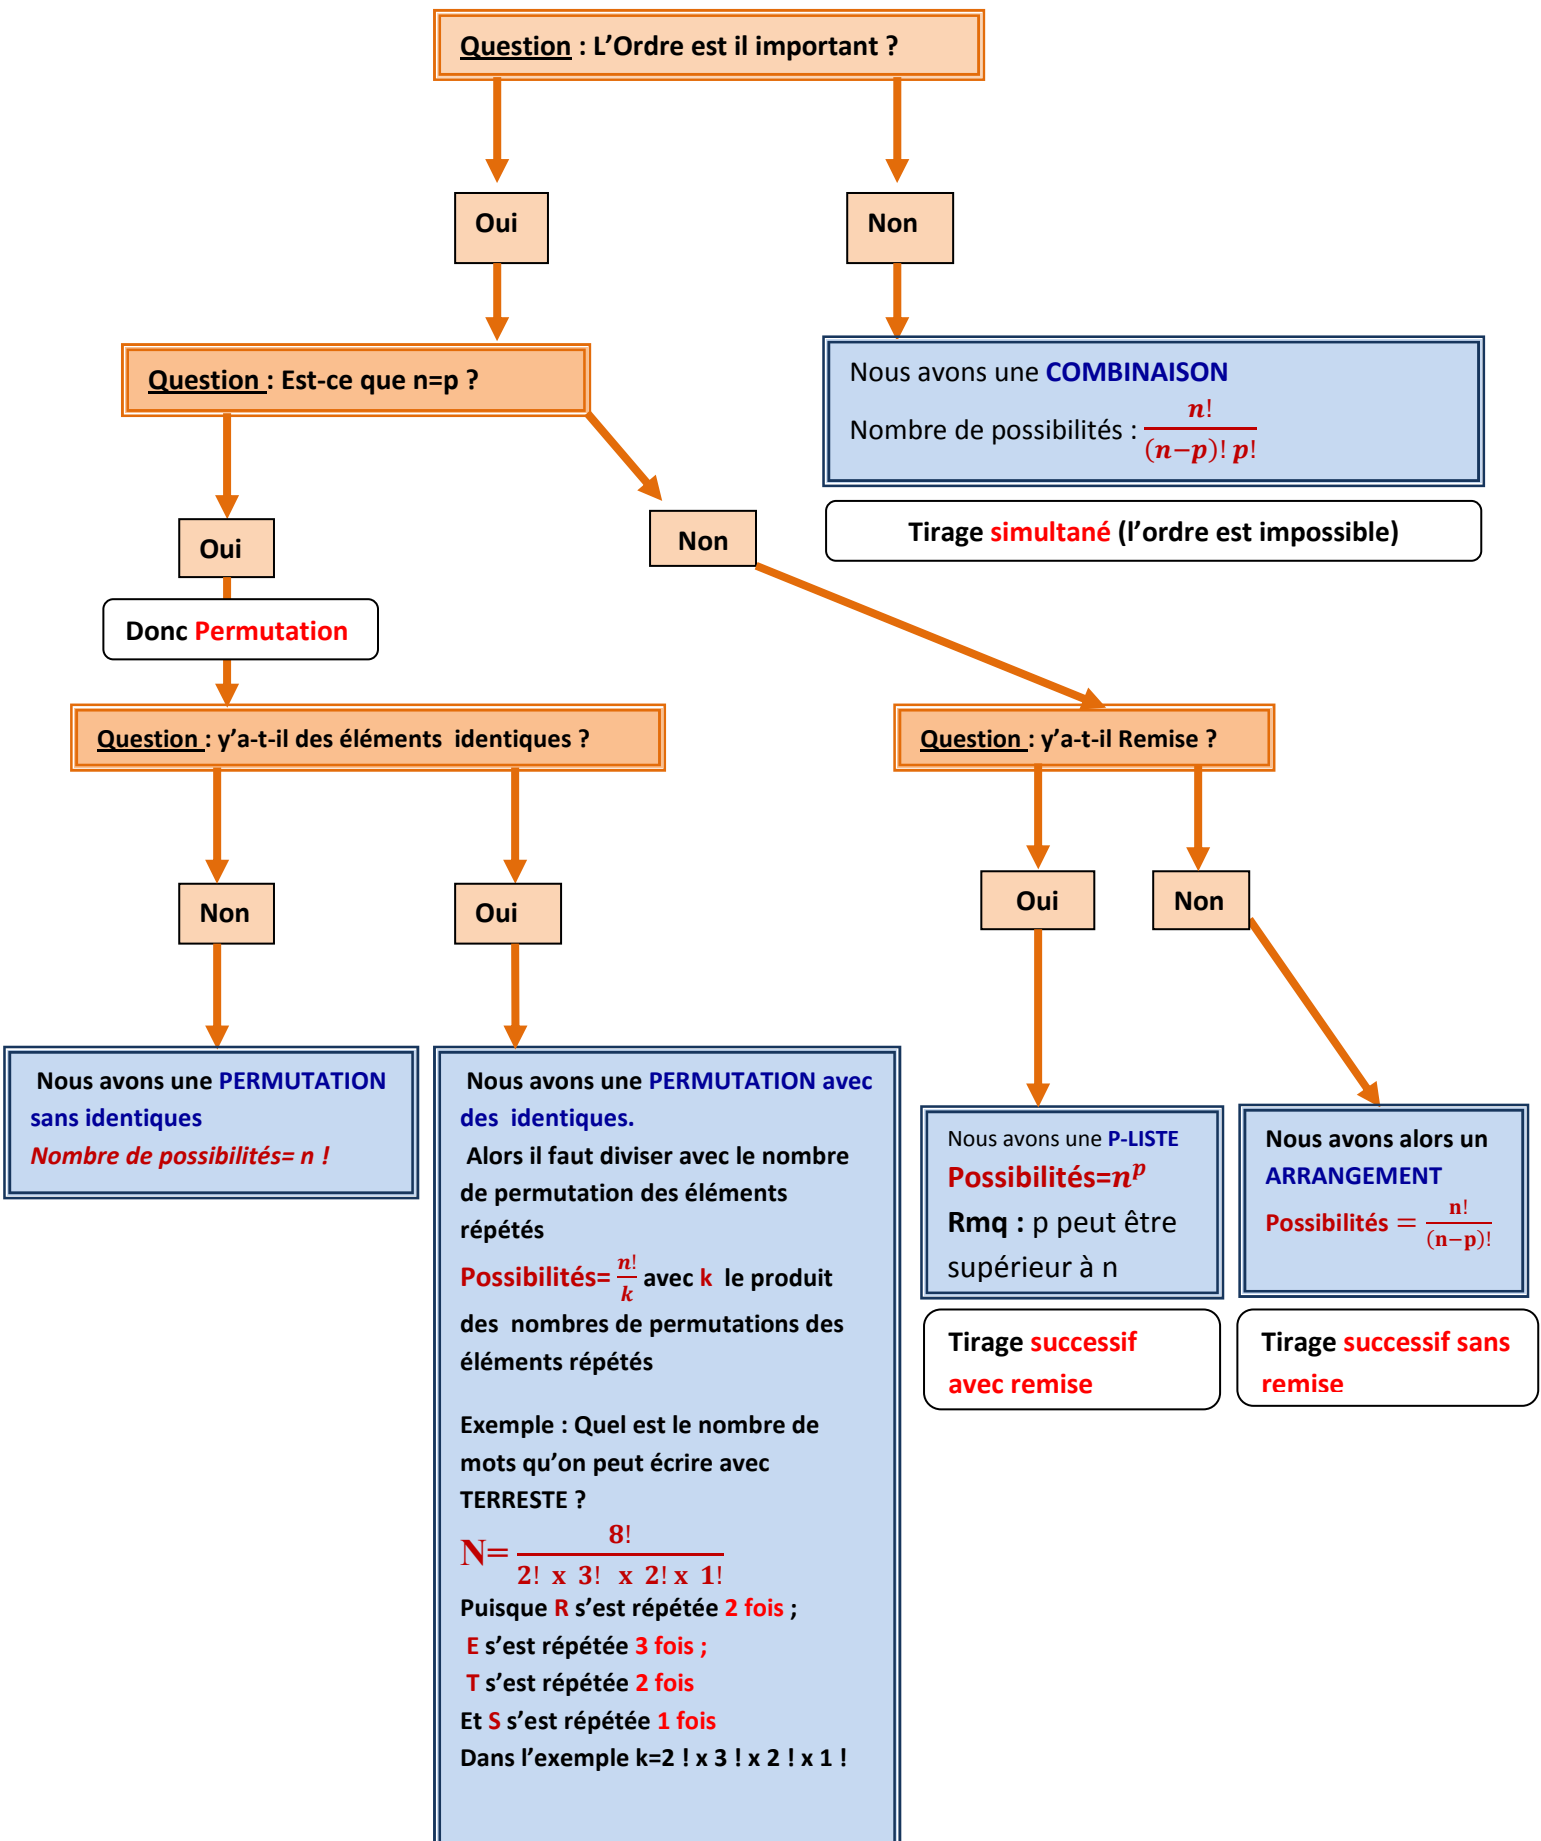 Question : L’Ordre est il important ?
Oui
Non
Question : Est-ce que n=p ?
Nous avons une COMBINAISON
Nombre de possibilités : n! / (n−p)! p!
Tirage simultané (l’ordre est impossible)
Oui
Non
Donc Permutation
Question : y’a-t-il des éléments identiques ?
Question : y’a-t-il Remise ?
Non
Oui
Oui
Non
Nous avons une PERMUTATION
sans identiques
Nombre de possibilités= n !
Nous avons une PERMUTATION avec
des identiques.
Alors il faut diviser avec le nombre
de permutation des éléments
répétés
Possibilités= n!/k avec k le produit
des nombres de permutations des
éléments répétés
Exemple : Quel est le nombre de
mots qu’on peut écrire avec
TERRESTE ?
N= 8! / 2! x 3! x 2! x 1!
Puisque R s’est répétée 2 fois ;
E s’est répétée 3 fois ;
T s’est répétée 2 fois
Et S s’est répétée 1 fois
Dans l’exemple k=2 ! x 3 ! x 2 ! x 1 !
Nous avons une P-LISTE
Possibilités=n^p
Rmq : p peut être
supérieur à n
Tirage successif
avec remise
Nous avons alors un
ARRANGEMENT
Possibilités = n! / (n−p)!
Tirage successif sans
remise